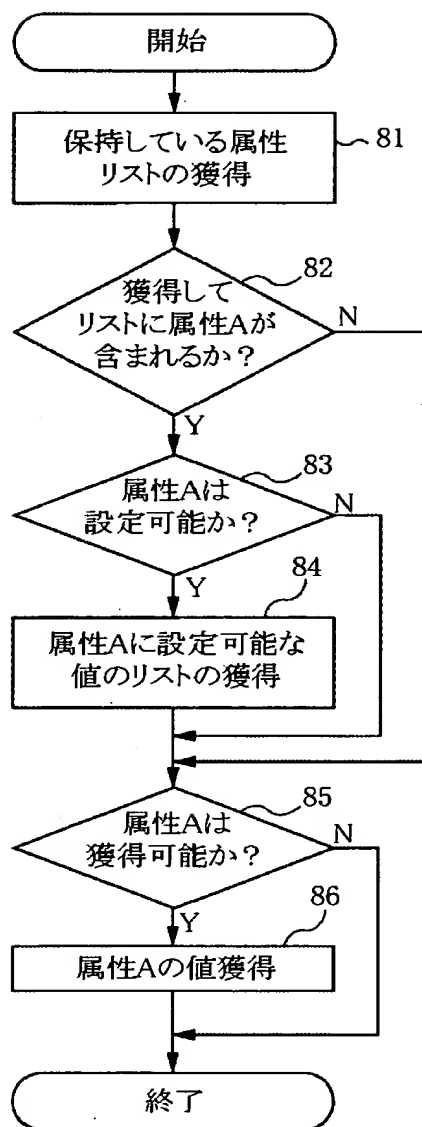 開始
保持している属性
リストの獲得
81
82
獲得して
リストに属性Aが
含まれるか?
N
Y
83
属性Aは
設定可能か?
N
Y
84
属性Aに設定可能な
値のリストの獲得
85
属性Aは
獲得可能か?
N
Y
86
属性Aの値獲得
終了